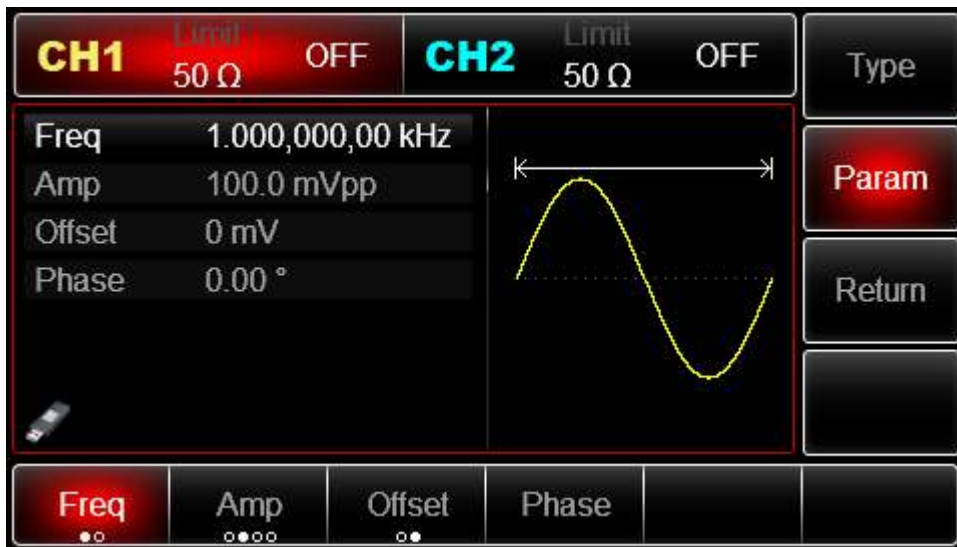 CH1 Limit 50 Ω OFF
CH2 Limit 50 Ω OFF
Type
Freq 1.000,000,00 kHz
Amp 100.0 mVpp
Offset 0 mV
Phase 0.00 °
Param
Return
Freq Amp Offset Phase